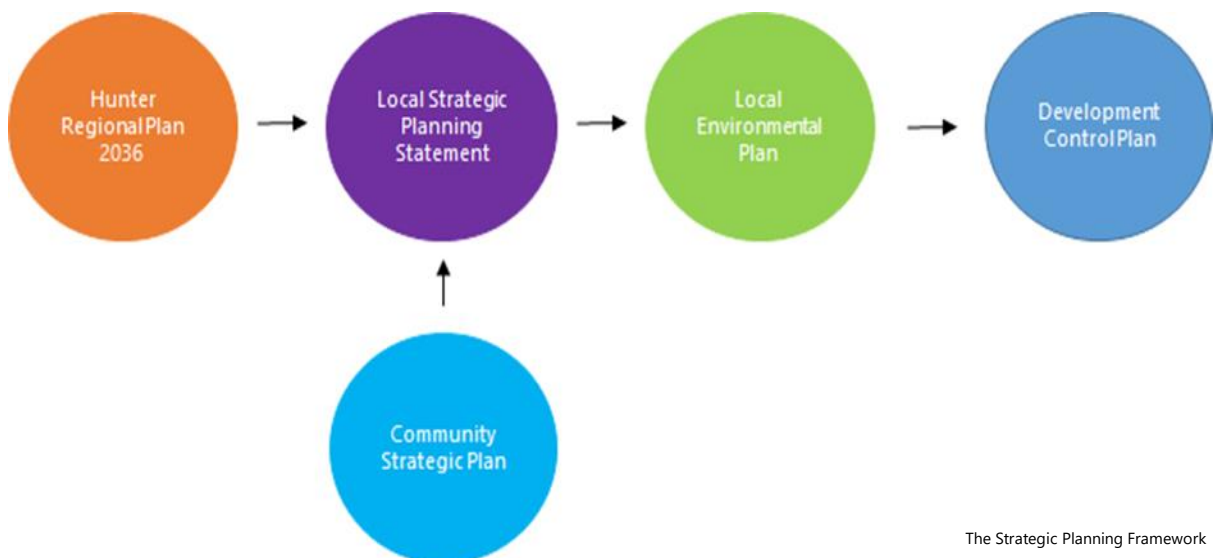 Hunter
Regional Plan
2036
Local Strategic
Planning
Statement
Local
Environmental
Plan
Development
Control Plan
Community
Strategic Plan
The Strategic Planning Framework